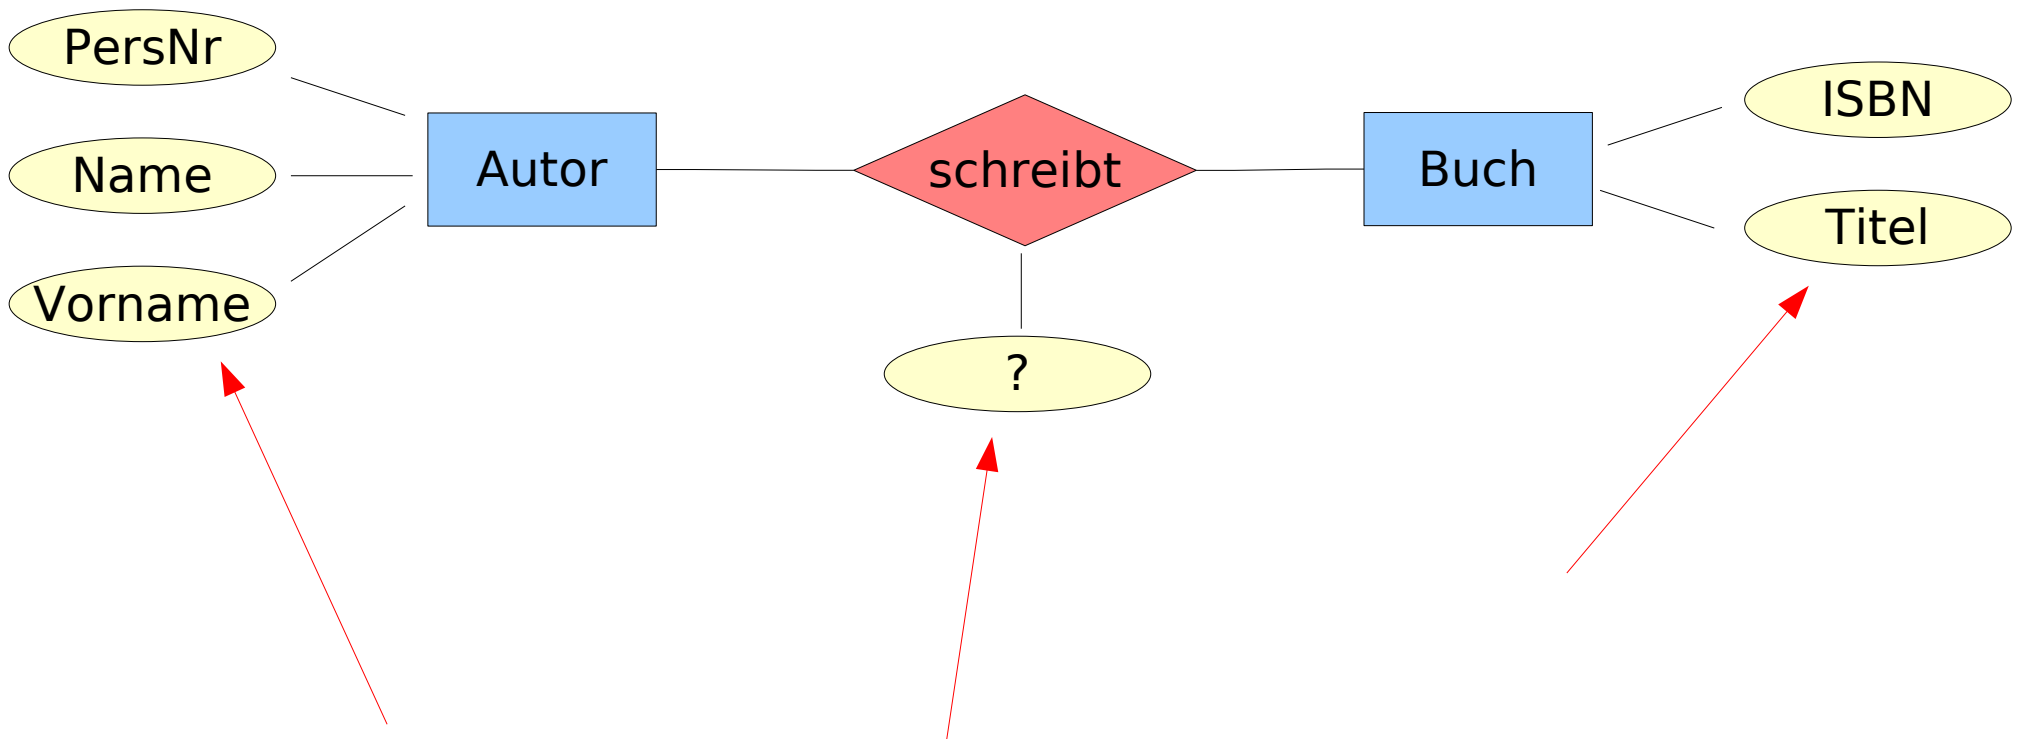 PersNr
Name
Vorname
Autor
schreibt
?
Buch
ISBN
Titel